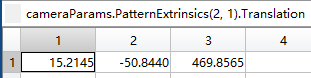 cameraParams.PatternExtrinsics(2, 1).Translation
1 2 3 4
1 15.2145 -50.8440 469.8565